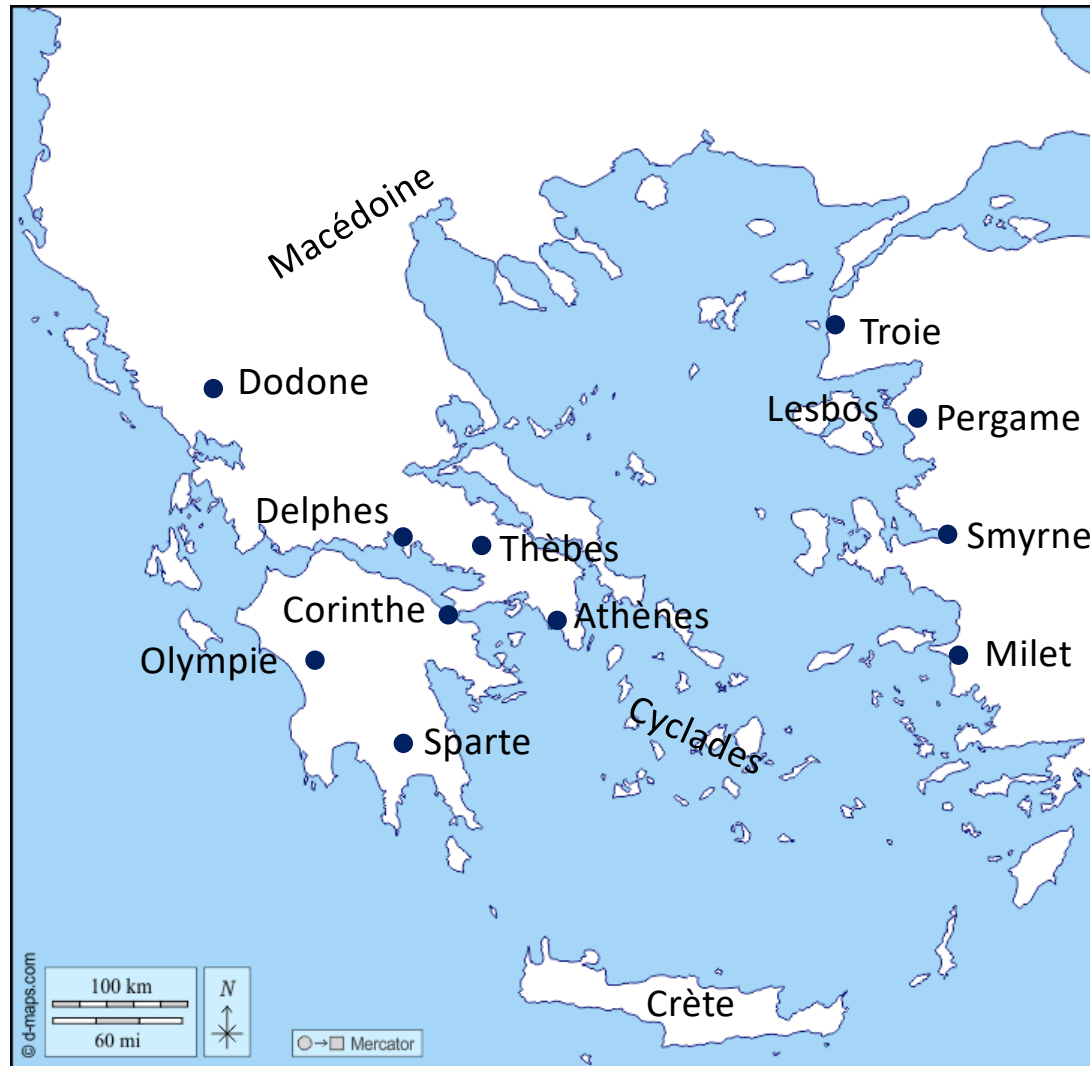 Macédoine
Troie
Dodone
Lesbos
Pergame
Delphes
Thèbes
Smyrne
Corinthe
Athènes
Olympie
Milet
Cyclades
Sparte
Crète
© d-maps.com
100 km
60 mi
N
Mercator